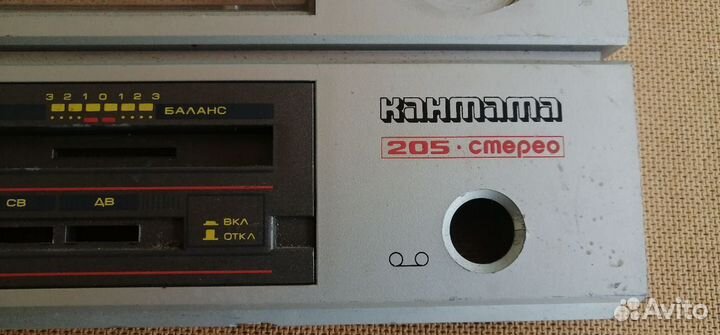 3 2 1 0 1 2 3
БАЛАНС
кантата
205 · стерео
СВ
ДВ
ВКЛ
ОТКЛ
Avito